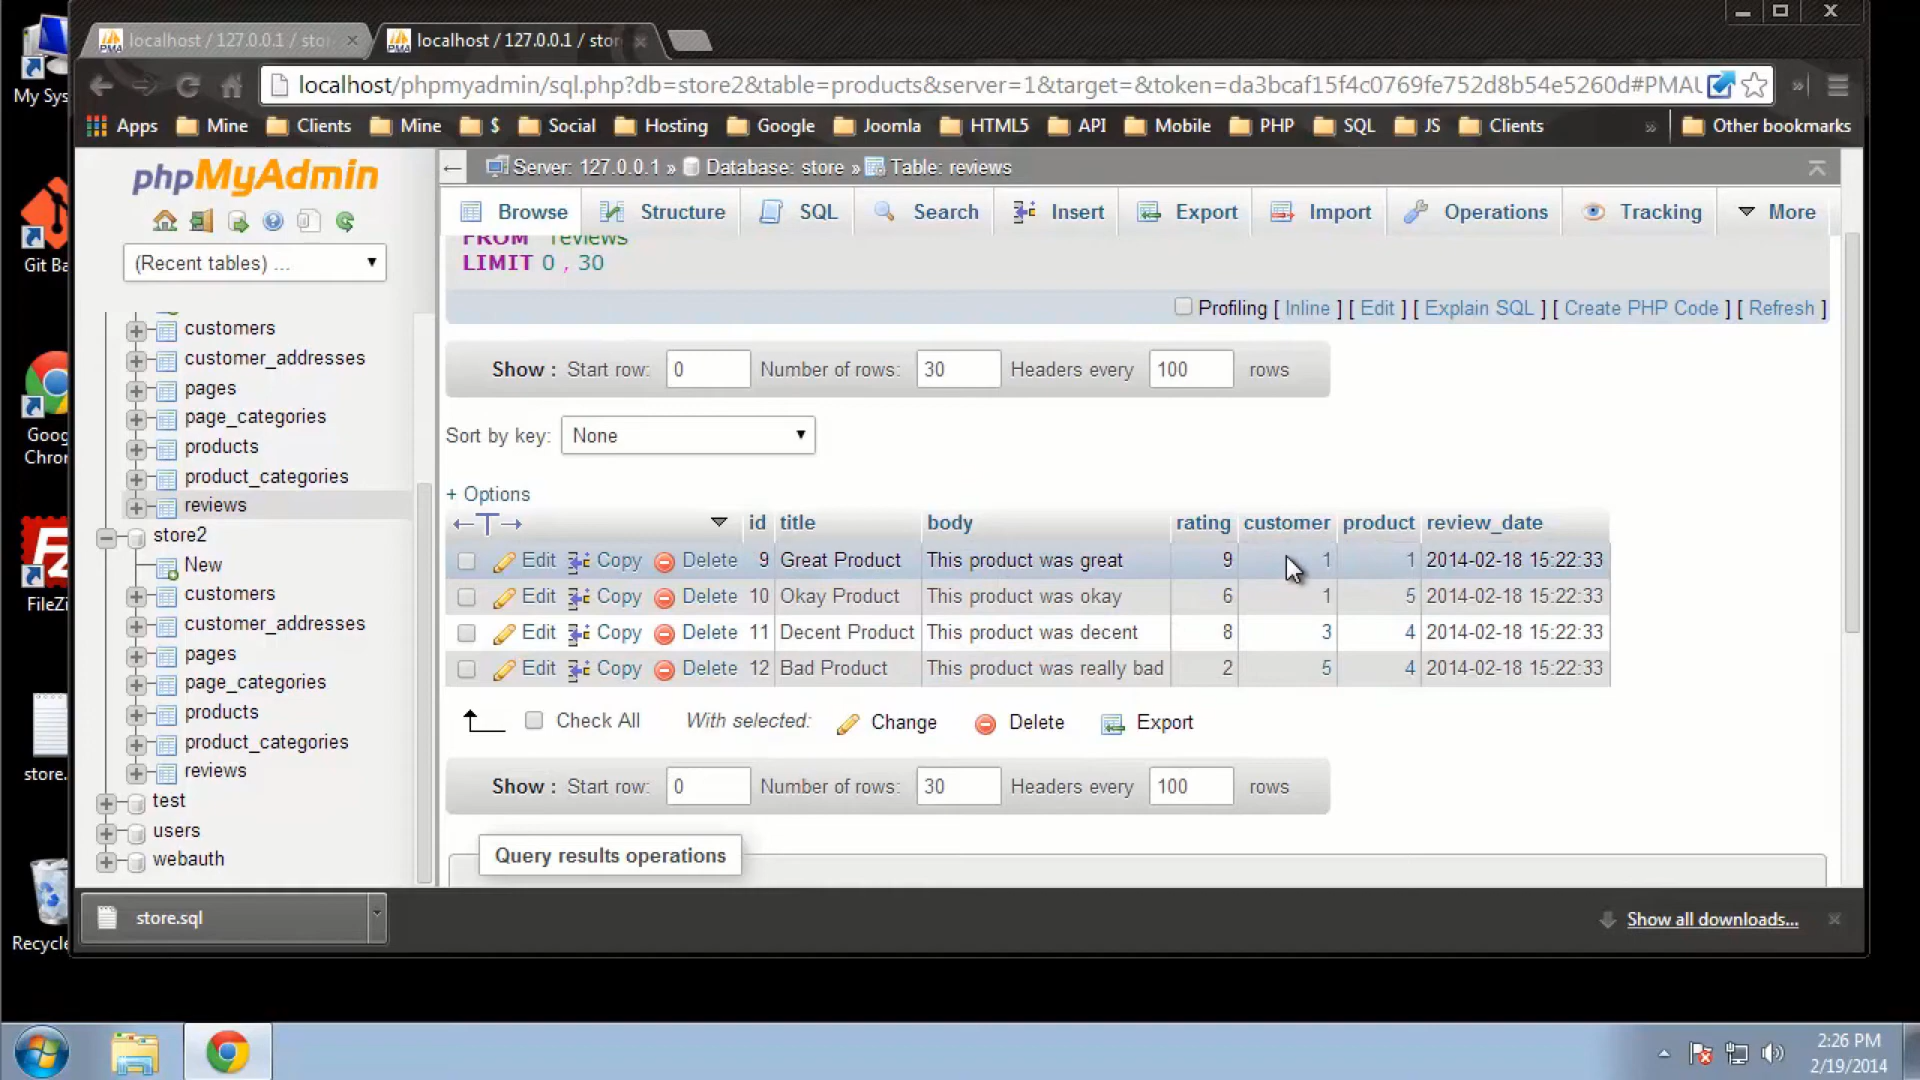 My Sys
Git Ba
Goog
Chron
FileZi
store.
Recycle
localhost / 127.0.0.1 / stor
localhost / 127.0.0.1 / stor
localhost/phpmyadmin/sql.php?db=store2&table=products&server=1&target=&token=da3bcaf15f4c0769fe752d8b54e5260d#PMAU
Apps Mine Clients Mine $ Social Hosting Google Joomla HTML5 API Mobile PHP SQL JS Clients » Other bookmarks
phpMyAdmin
(Recent tables) ...
customers
customer_addresses
pages
page_categories
products
product_categories
reviews
store2
New
customers
customer_addresses
pages
page_categories
products
product_categories
reviews
test
users
webauth
Server: 127.0.0.1 » Database: store » Table: reviews
Browse Structure SQL Search Insert Export Import Operations Tracking More
FROM `reviews`
LIMIT 0 , 30
Profiling [ Inline ] [ Edit ] [ Explain SQL ] [ Create PHP Code ] [ Refresh ]
Show : Start row: 0 Number of rows: 30 Headers every 100 rows
Sort by key: None
+ Options
id title body rating customer product review_date
Edit Copy Delete 9 Great Product This product was great 9 1 1 2014-02-18 15:22:33
Edit Copy Delete 10 Okay Product This product was okay 6 1 5 2014-02-18 15:22:33
Edit Copy Delete 11 Decent Product This product was decent 8 3 4 2014-02-18 15:22:33
Edit Copy Delete 12 Bad Product This product was really bad 2 5 4 2014-02-18 15:22:33
Check All With selected: Change Delete Export
Show : Start row: 0 Number of rows: 30 Headers every 100 rows
Query results operations
store.sql
Show all downloads...
2:26 PM
2/19/2014